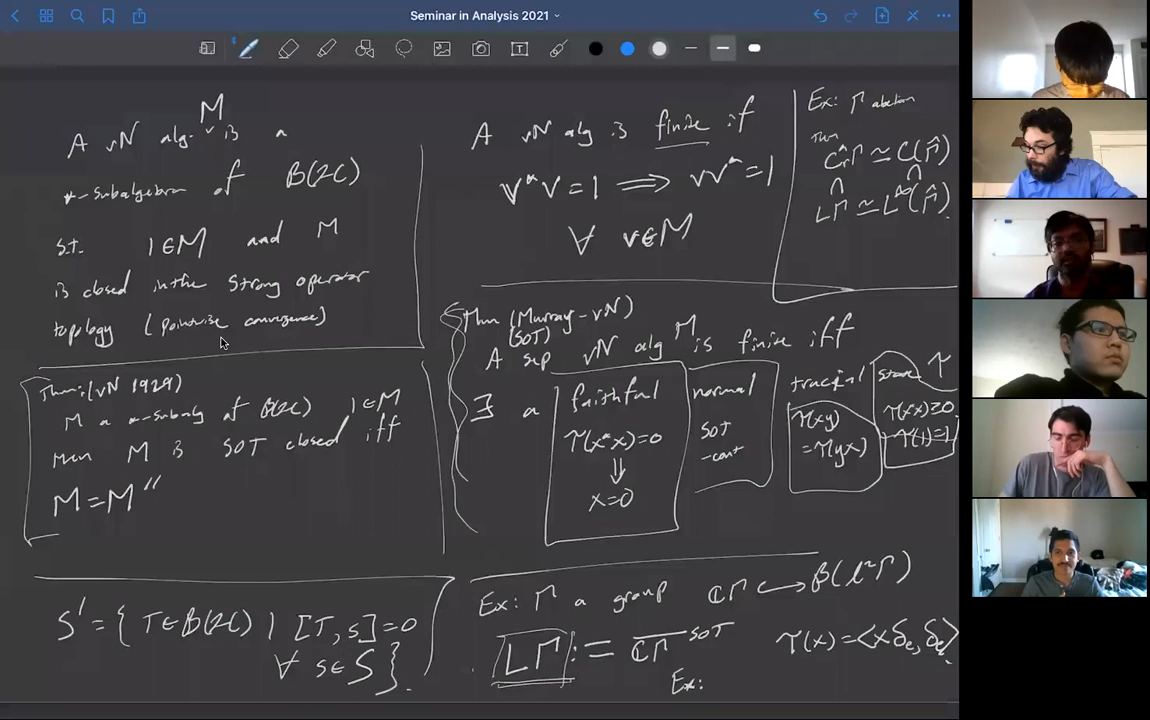 Seminar in Analysis 2021
A vN alg. M is a
*-subalgebra of B(ℋ)
s.t. 1∈M and M
is closed in the strong operator
topology (pointwise convergence)
Thm: (vN 1929)
M a *-subalg of B(ℋ) 1∈M
then M is SOT closed iff
M=M''
S' = { T∈B(ℋ) | [T,s]=0
∀ s∈S }.
A vN alg is finite if
v*v=1 ⟹ vv*=1
∀ v∈M
Ex: Γ abelian
Then
C*ᵣΓ ≃ C(Γ̂)
∩ ∩
LΓ ≃ L^∞(Γ̂).
Thm (Murray-vN)
(SOT)
A sep vN alg M is finite iff
∃ a faithful normal tracial state τ
τ(x*x)=0
⇓
x=0
SOT
-cont
τ(xy)
=τ(yx)
τ(x*x)≥0
τ(1)=1
Ex: Γ a group ℂΓ ↪ B(ℓ²Γ)
LΓ := \overline{ℂΓ}^{SOT} τ(x)=⟨xδₑ,δₑ⟩.
Ex: